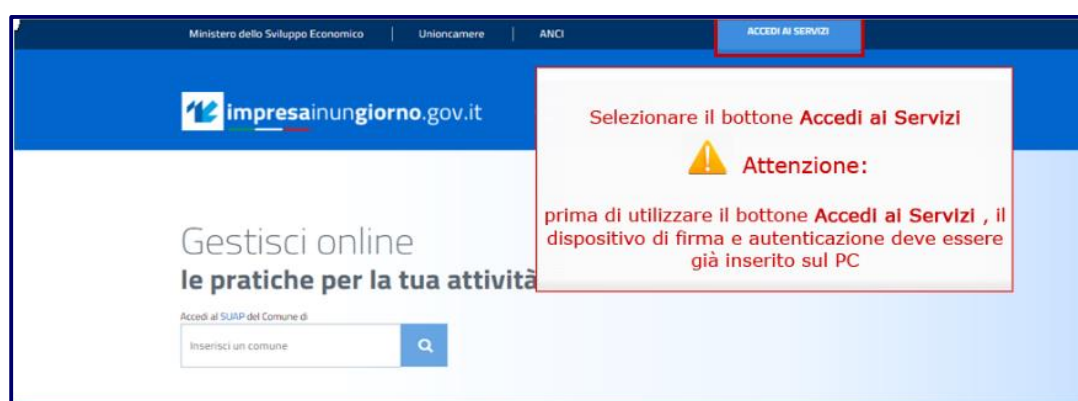 Ministero dello Sviluppo Economico | Unioncamere | ANCI
ACCEDI AI SERVIZI
impresainungiorno.gov.it
Selezionare il bottone Accedi ai Servizi
Attenzione:
prima di utilizzare il bottone Accedi ai Servizi , il
dispositivo di firma e autenticazione deve essere
già inserito sul PC
Gestisci online
le pratiche per la tua attività
Accedi al SUAP del Comune di
Inserisci un comune